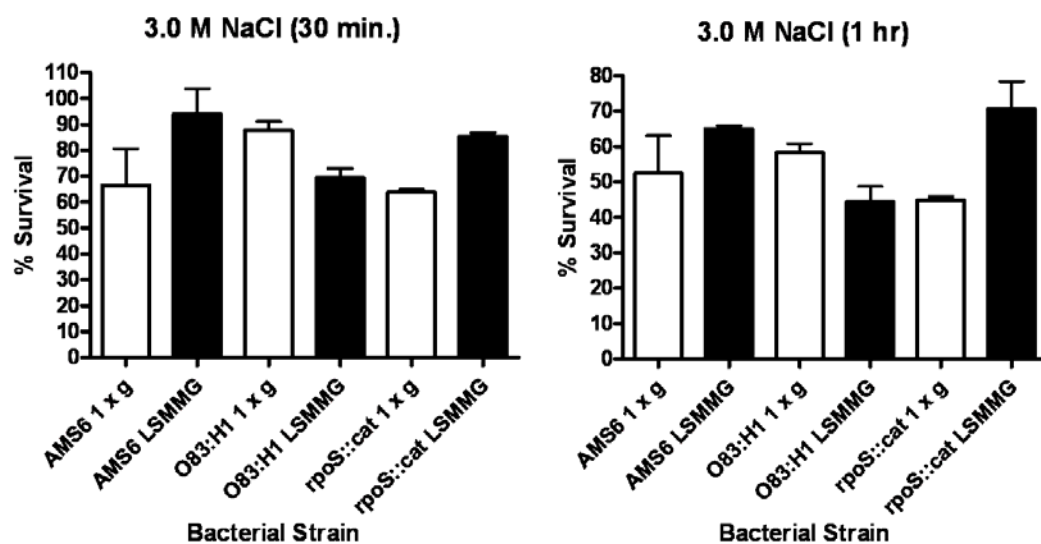 3.0 M NaCl (30 min.)
% Survival
110
100
90
80
70
60
50
40
30
20
10
0
AMS6 1 x g
AMS6 LSMMG
O83:H1 1 x g
O83:H1 LSMMG
rpoS::cat 1 x g
rpoS::cat LSMMG
Bacterial Strain
3.0 M NaCl (1 hr)
% Survival
80
70
60
50
40
30
20
10
0
AMS6 1 x g
AMS6 LSMMG
O83:H1 1 x g
O83:H1 LSMMG
rpoS::cat 1 x g
rpoS::cat LSMMG
Bacterial Strain